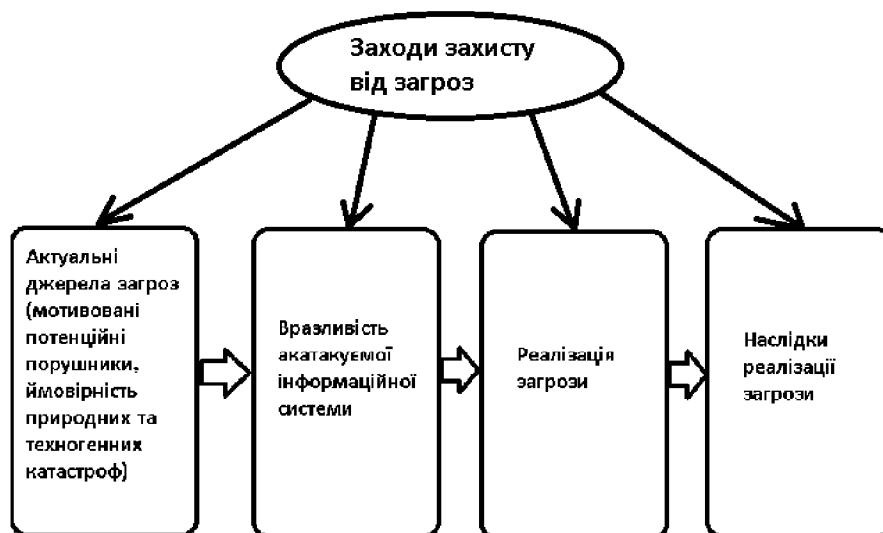 Заходи захисту
від загроз
Актуальні
джерела загроз
(мотивовані
потенційні
порушники,
ймовірність
природних та
техногенних
катастроф)
Вразливість
акатакуемої
інформаційної
системи
Реалізація
загрози
Наслідки
реалізації
загрози